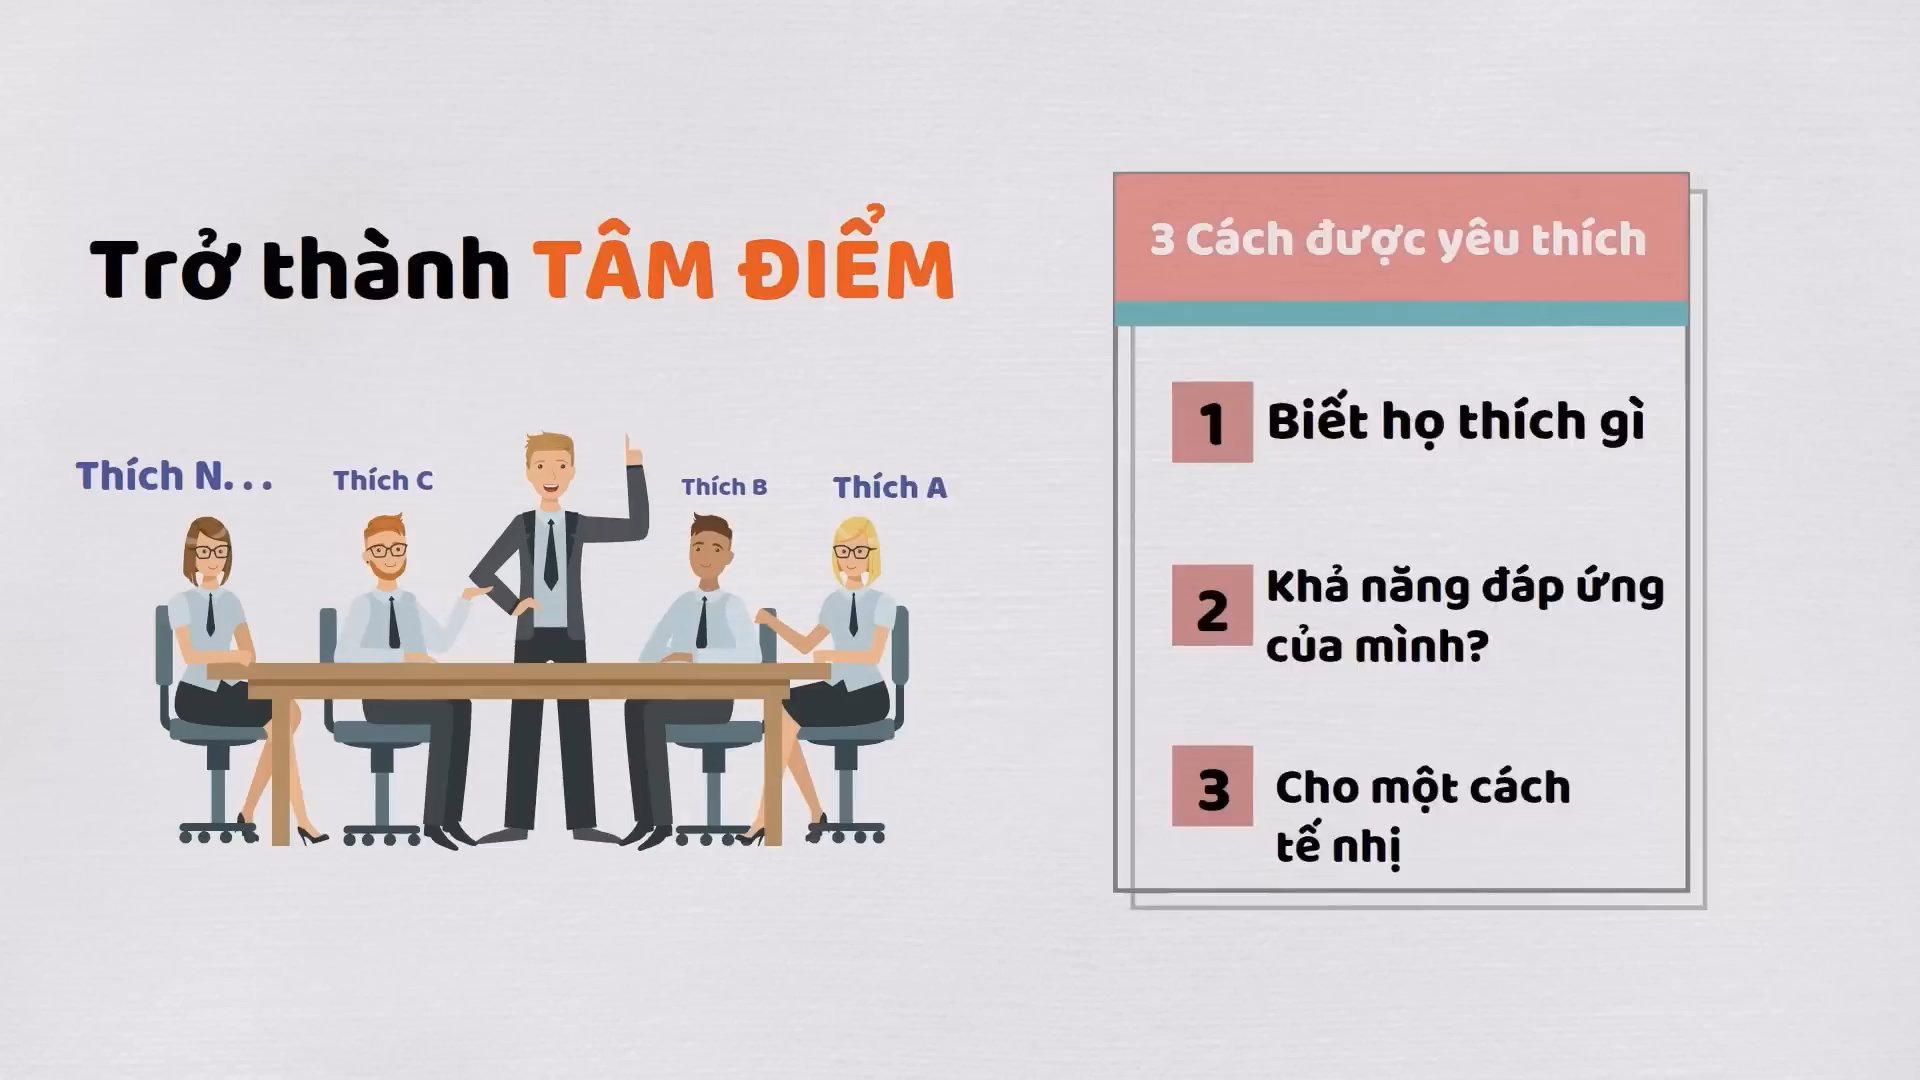 Trở thành TÂM ĐIỂM
Thích N...
Thích C
Thích B
Thích A
3 Cách được yêu thích
1 Biết họ thích gì
2 Khả năng đáp ứng
của mình?
3 Cho một cách
tế nhị